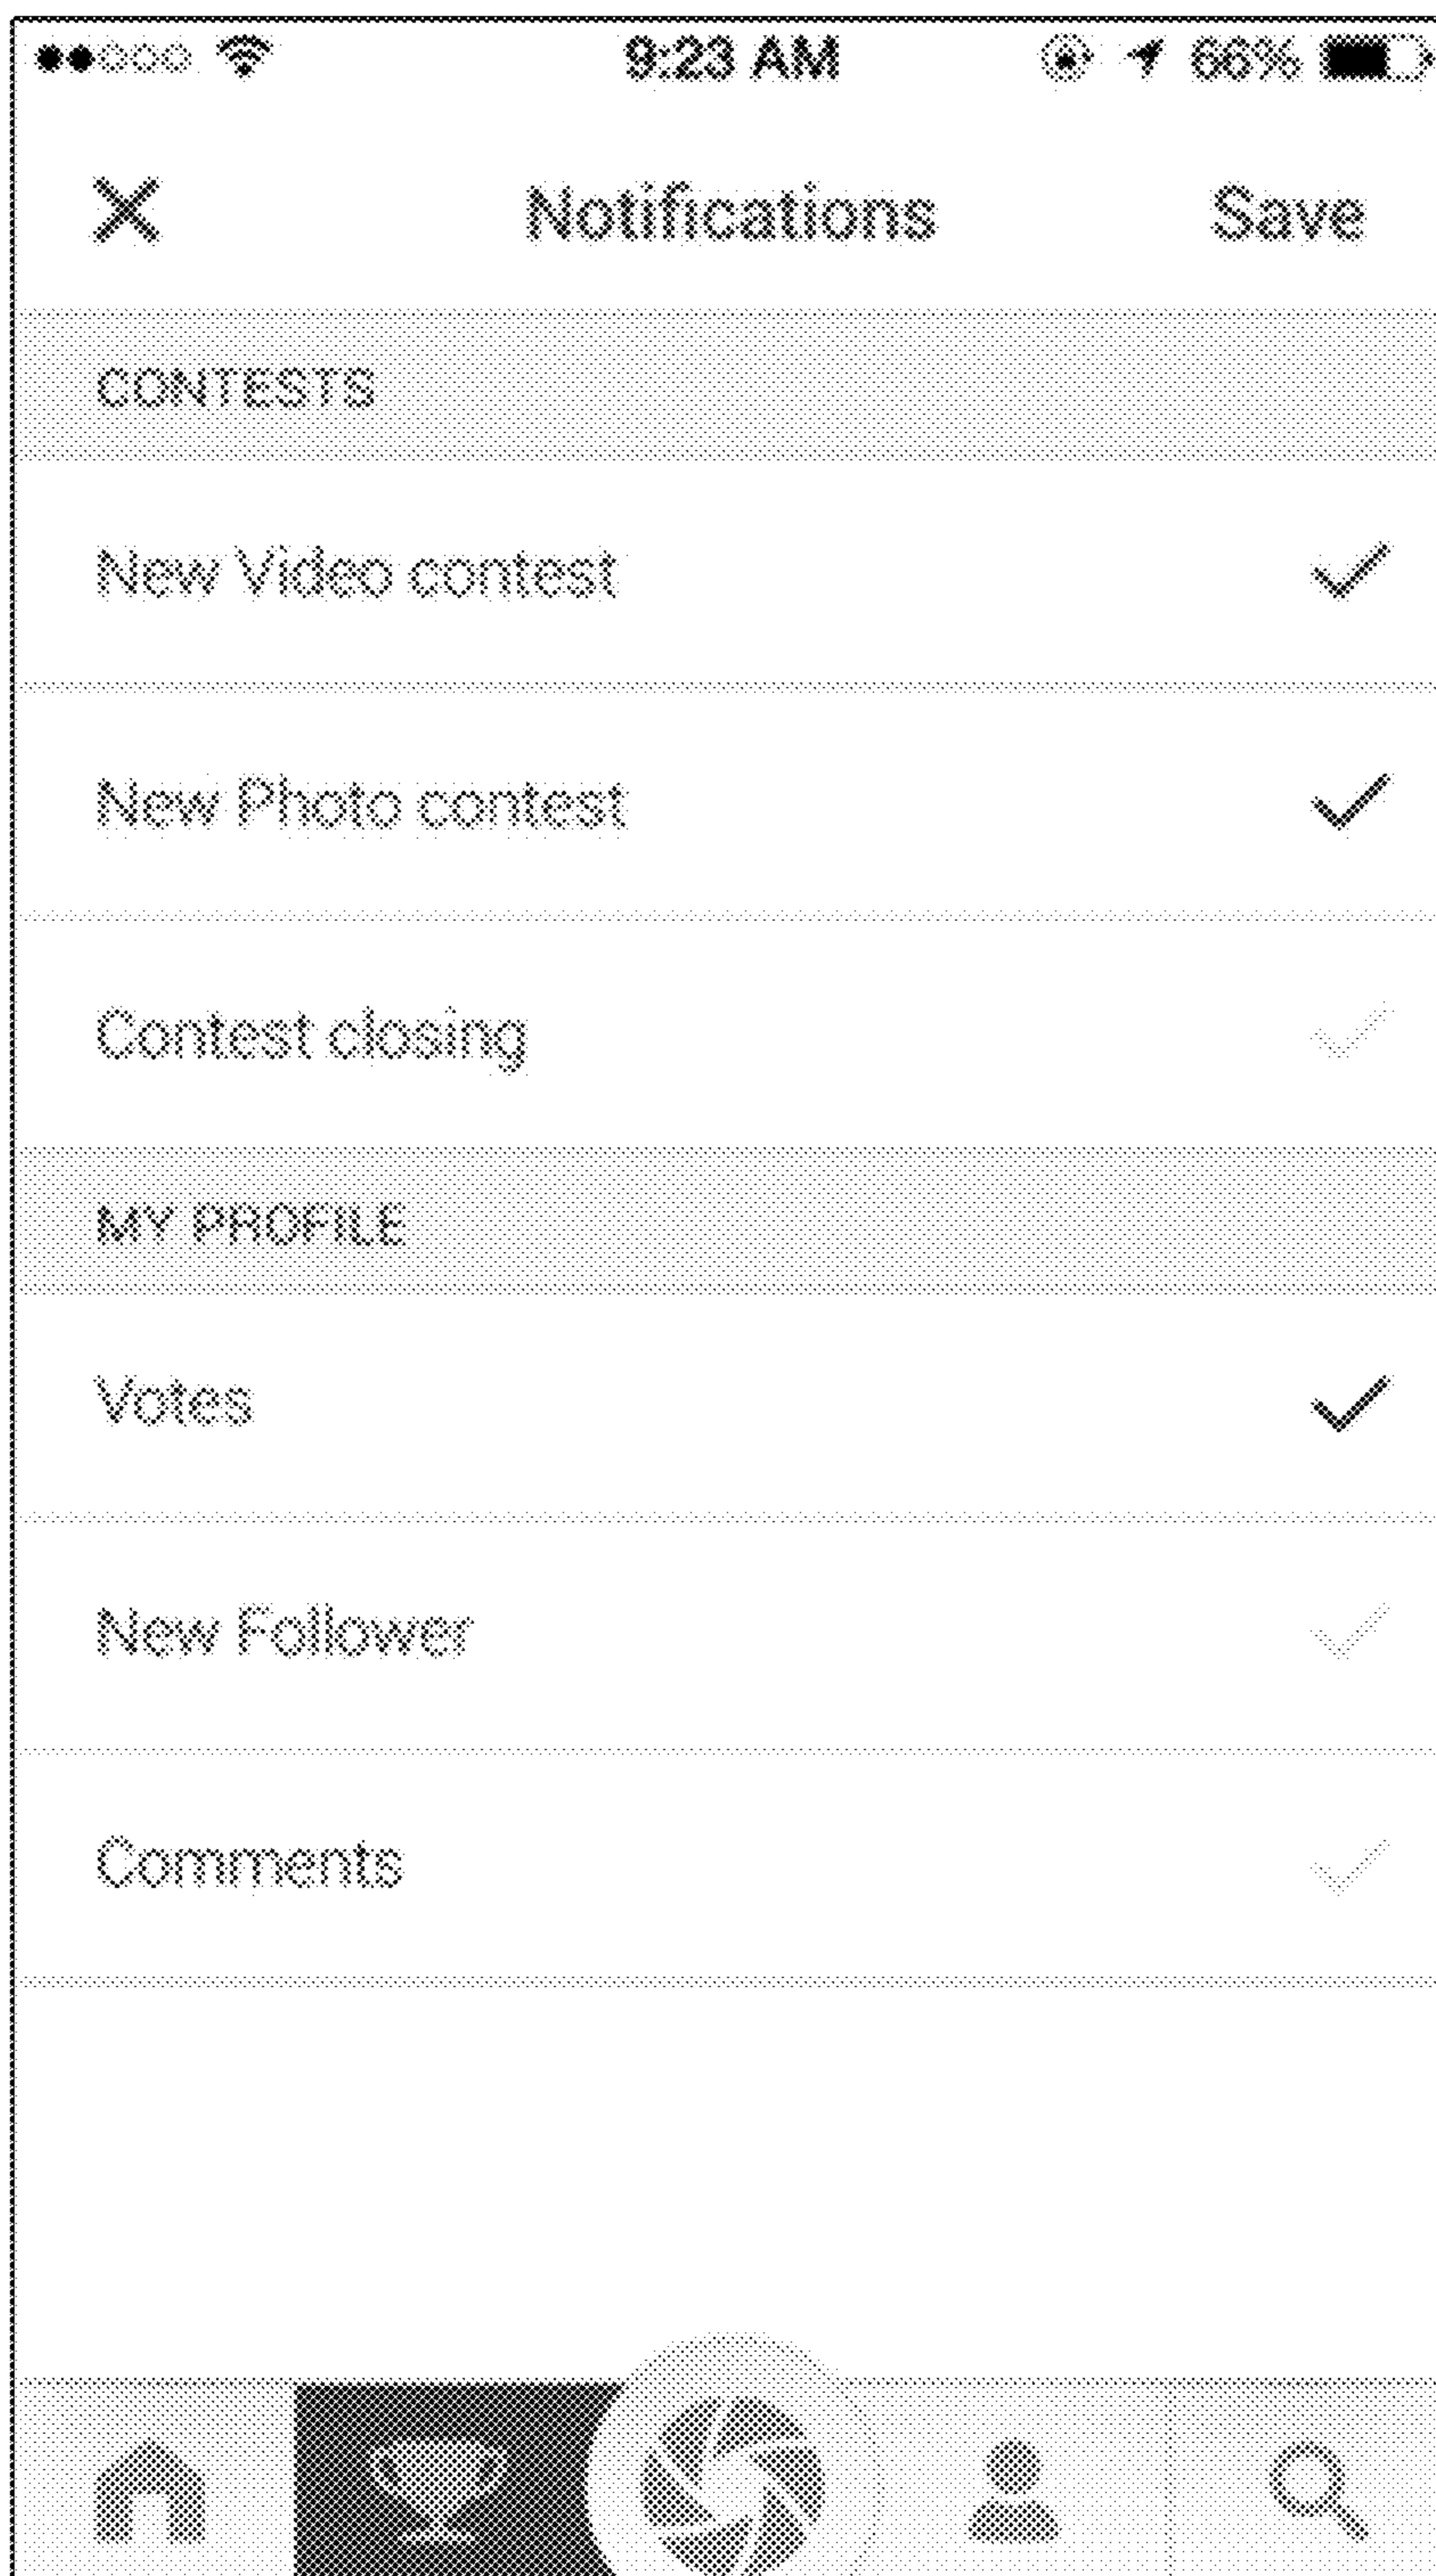 9:23 AM 66%
Notifications Save
CONTESTS
New Video contest
New Photo contest
Contest closing
MY PROFILE
Votes
New Follower
Comments